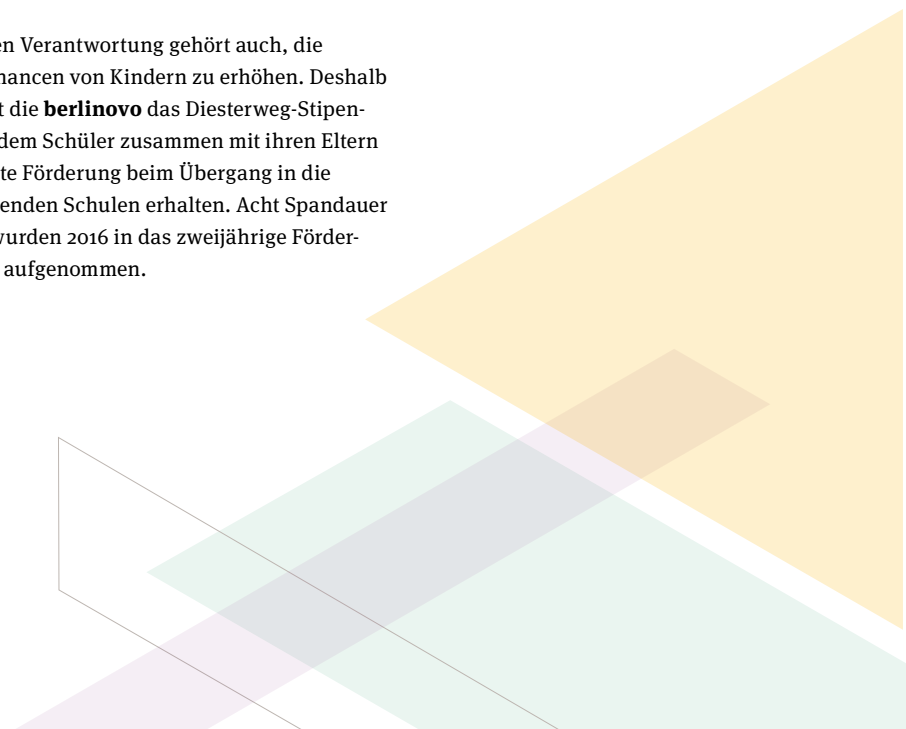 en Verantwortung gehört auch, die
hancen von Kindern zu erhöhen. Deshalb
t die berlinovo das Diesterweg-Stipen-
dem Schüler zusammen mit ihren Eltern
te Förderung beim Übergang in die
enden Schulen erhalten. Acht Spandauer
wurden 2016 in das zweijährige Förder-
aufgenommen.